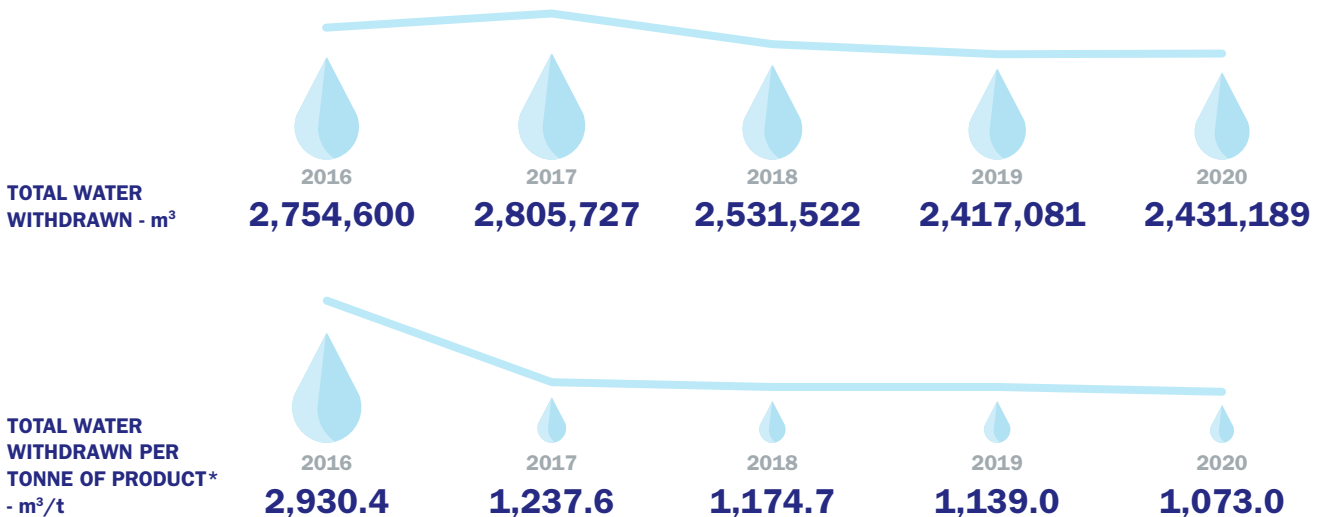 2016 2017 2018 2019 2020
TOTAL WATER
WITHDRAWN - m³
2,754,600 2,805,727 2,531,522 2,417,081 2,431,189
TOTAL WATER
WITHDRAWN PER
TONNE OF PRODUCT*
- m³/t
2016 2017 2018 2019 2020
2,930.4 1,237.6 1,174.7 1,139.0 1,073.0